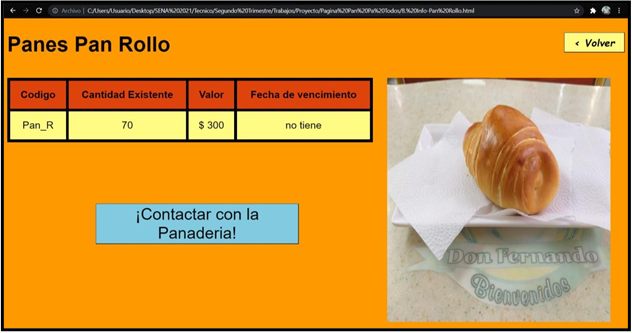 Archivo | C:/Users/Usuario/Desktop/SENA%202021/Tecnico/Segundo%20Trimestre/Trabajos/Proyecto/Pagina%20Pan%20Pa%20Todos/8.%20Info-Pan%20Rollo.html
Panes Pan Rollo
< Volver
Codigo Cantidad Existente Valor Fecha de vencimiento
Pan_R 70 $ 300 no tiene
¡Contactar con la
Panaderia!
Don Fernando
Bienvenidos